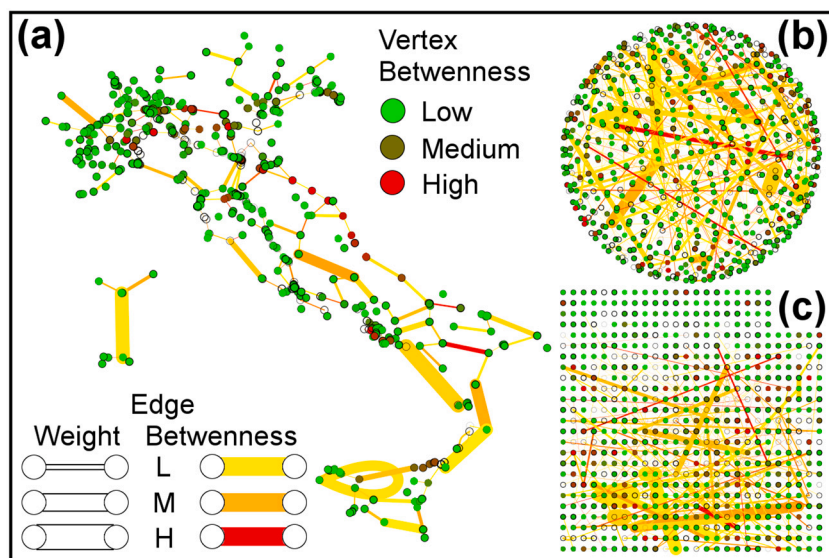 (a)
Vertex
Betwenness
Low
Medium
High
(b)
(c)
Edge
Weight Betwenness
L
M
H